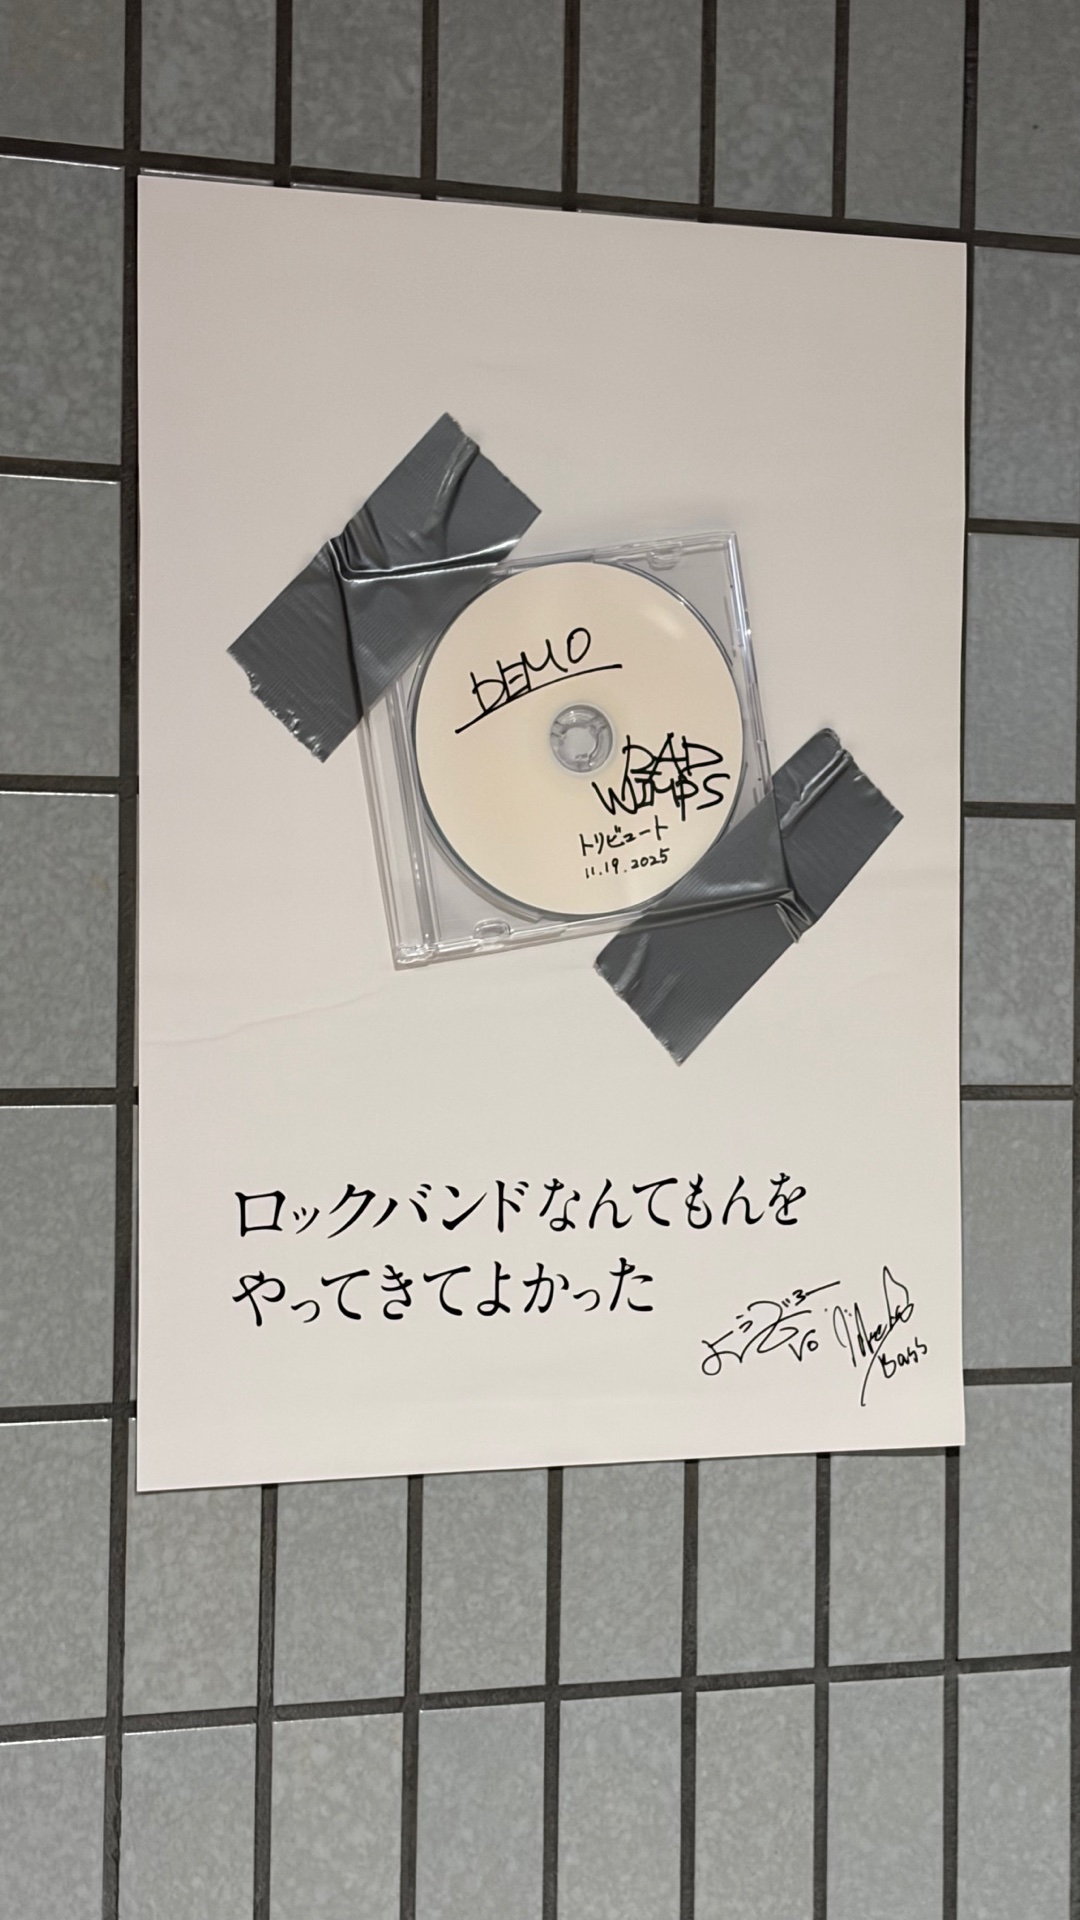 DEMO
RAD
WIMPS
トリビュート
11.19.2025
ロックバンドなんてもんを
やってきてよかった
Vo
Bass